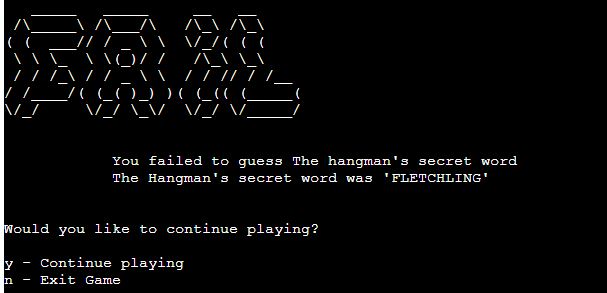 FAIL
You failed to guess The hangman's secret word
The Hangman's secret word was 'FLETCHLING'
Would you like to continue playing?
y - Continue playing
n - Exit Game